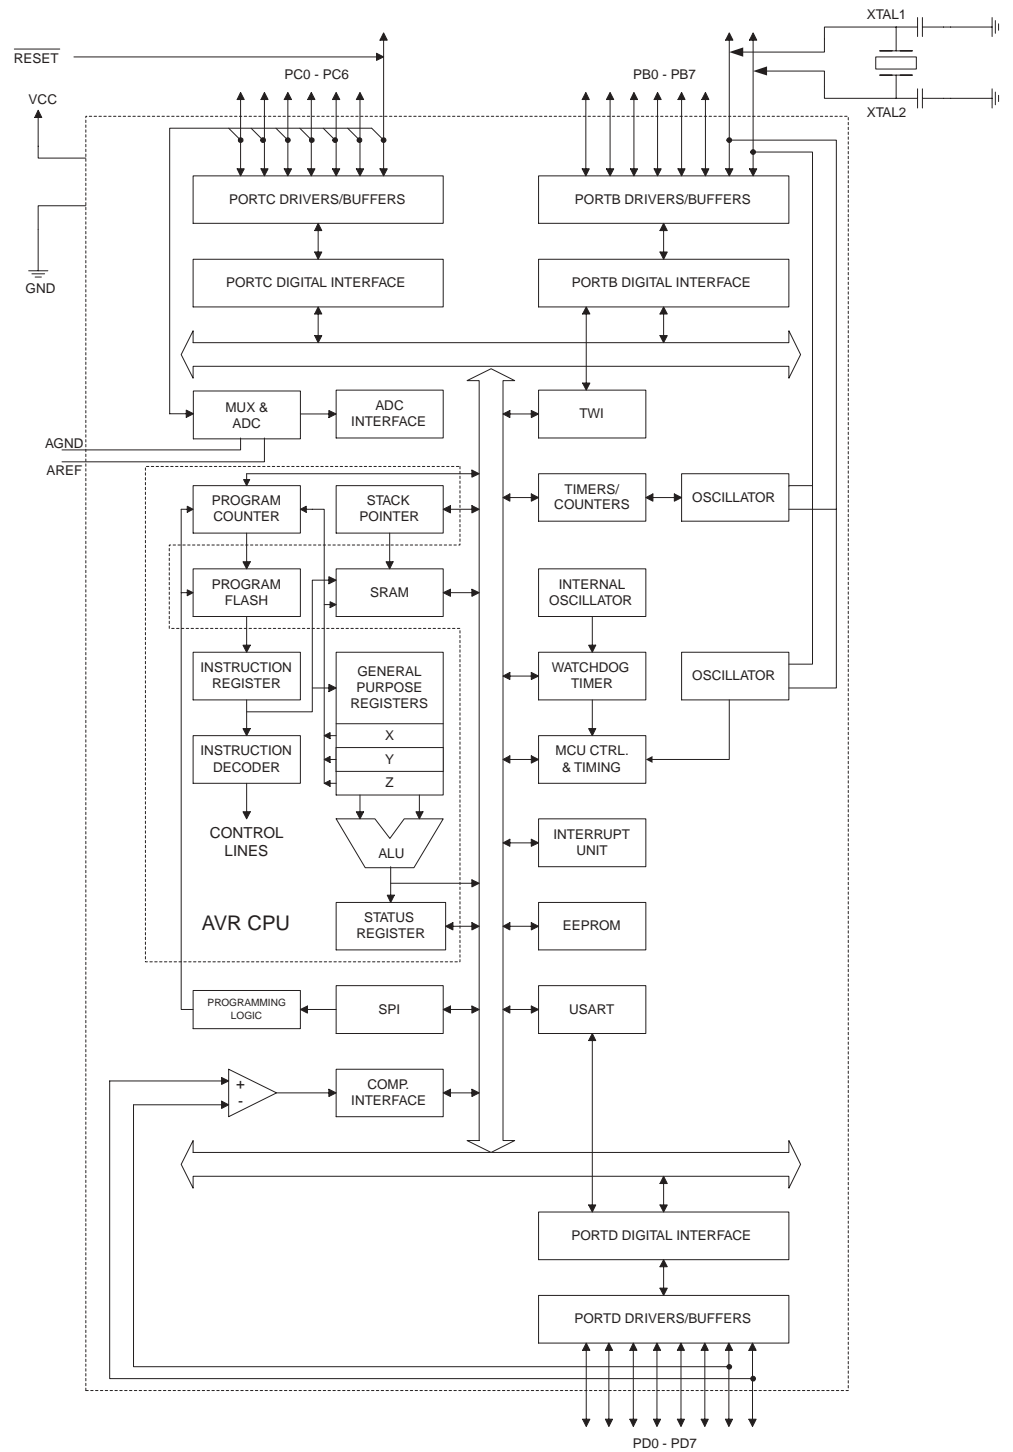 XTAL1
RESET
PC0 - PC6
PB0 - PB7
VCC
XTAL2
PORTC DRIVERS/BUFFERS
PORTB DRIVERS/BUFFERS
PORTC DIGITAL INTERFACE
PORTB DIGITAL INTERFACE
GND
MUX &
ADC
ADC
INTERFACE
TWI
AGND
AREF
PROGRAM
COUNTER
STACK
POINTER
TIMERS/
COUNTERS
OSCILLATOR
PROGRAM
FLASH
SRAM
INTERNAL
OSCILLATOR
INSTRUCTION
REGISTER
GENERAL
PURPOSE
REGISTERS
WATCHDOG
TIMER
OSCILLATOR
X
Y
Z
INSTRUCTION
DECODER
MCU CTRL.
& TIMING
CONTROL
LINES
ALU
INTERRUPT
UNIT
AVR CPU
STATUS
REGISTER
EEPROM
PROGRAMMING
LOGIC
SPI
USART
+
-
COMP.
INTERFACE
PORTD DIGITAL INTERFACE
PORTD DRIVERS/BUFFERS
PD0 - PD7